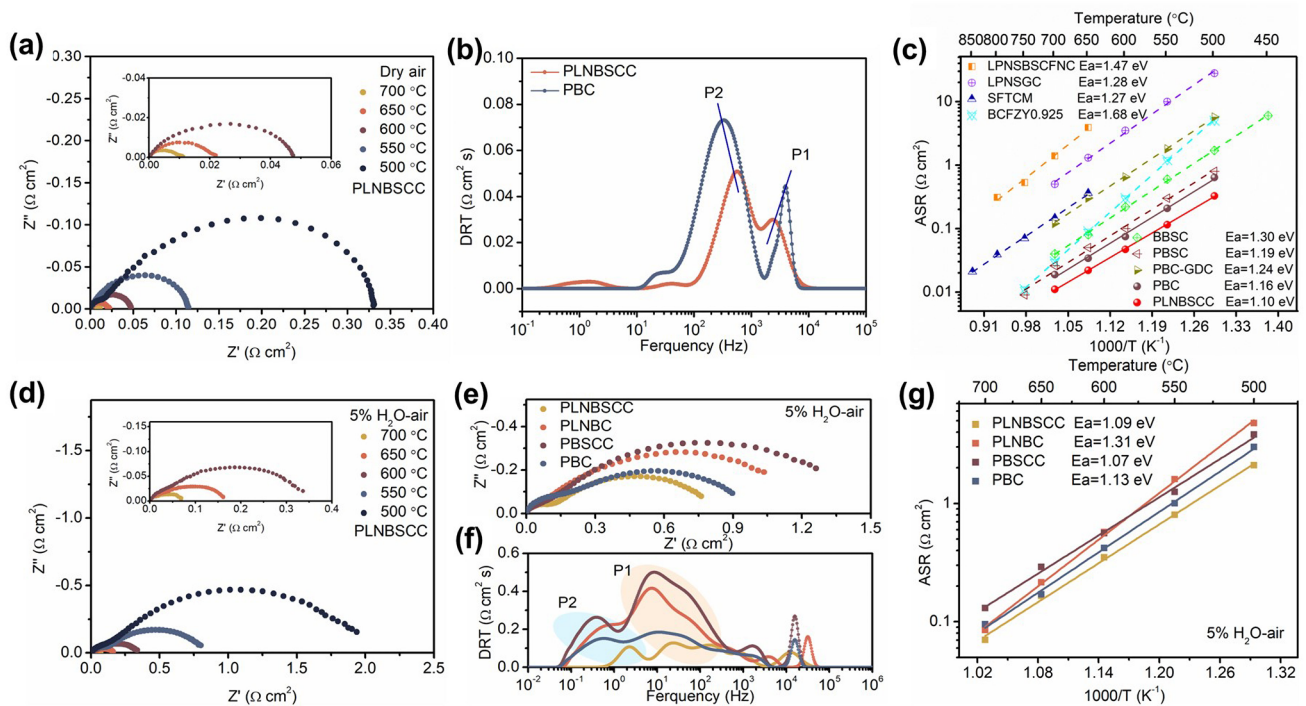 (a)
-0.30
-0.25
-0.20
-0.15
-0.10
-0.05
0.00
Z'' (Ω cm²)
0.00 0.05 0.10 0.15 0.20 0.25 0.30 0.35 0.40
Z' (Ω cm²)
Dry air
700 °C
650 °C
600 °C
550 °C
500 °C
PLNBSCC
-0.04
-0.02
0.00
Z'' (Ω cm²)
0.00 0.02 0.04 0.06
Z' (Ω cm²)
(b)
0.10
0.08
0.06
0.04
0.02
0.00
DRT (Ω cm² s)
PLNBSCC
PBC
P2
P1
10⁻¹ 10⁰ 10¹ 10² 10³ 10⁴ 10⁵
Ferquency (Hz)
(c)
Temperature (°C)
850 800 750 700 650 600 550 500 450
LPNSBSCFNC Ea=1.47 eV
LPNSGC Ea=1.28 eV
SFTCM Ea=1.27 eV
BCFZY0.925 Ea=1.68 eV
10
1
0.1
0.01
ASR (Ω cm²)
BBSC Ea=1.30 eV
PBSC Ea=1.19 eV
PBC-GDC Ea=1.24 eV
PBC Ea=1.16 eV
PLNBSCC Ea=1.10 eV
0.91 0.98 1.05 1.12 1.19 1.26 1.33 1.40
1000/T (K⁻¹)
(d)
-1.5
-1.0
-0.5
0.0
Z'' (Ω cm²)
0.0 0.5 1.0 1.5 2.0 2.5
Z' (Ω cm²)
5% H₂O-air
700 °C
650 °C
600 °C
550 °C
500 °C
PLNBSCC
-0.15
-0.10
-0.05
0.00
Z'' (Ω cm²)
0.0 0.1 0.2 0.3 0.4
Z' (Ω cm²)
(e)
-0.4
-0.2
0.0
Z'' (Ω cm²)
PLNBSCC
PLNBC
PBSCC
PBC
5% H₂O-air
0.0 0.3 0.6 0.9 1.2 1.5
Z' (Ω cm²)
(f)
0.6
0.4
0.2
0.0
DRT (Ω cm² s)
P2
P1
10⁻² 10⁻¹ 10⁰ 10¹ 10² 10³ 10⁴ 10⁵ 10⁶
Ferquency (Hz)
(g)
Temperature (°C)
700 650 600 550 500
PLNBSCC Ea=1.09 eV
PLNBC Ea=1.31 eV
PBSCC Ea=1.07 eV
PBC Ea=1.13 eV
1
0.1
ASR (Ω cm²)
5% H₂O-air
1.02 1.08 1.14 1.20 1.26 1.32
1000/T (K⁻¹)